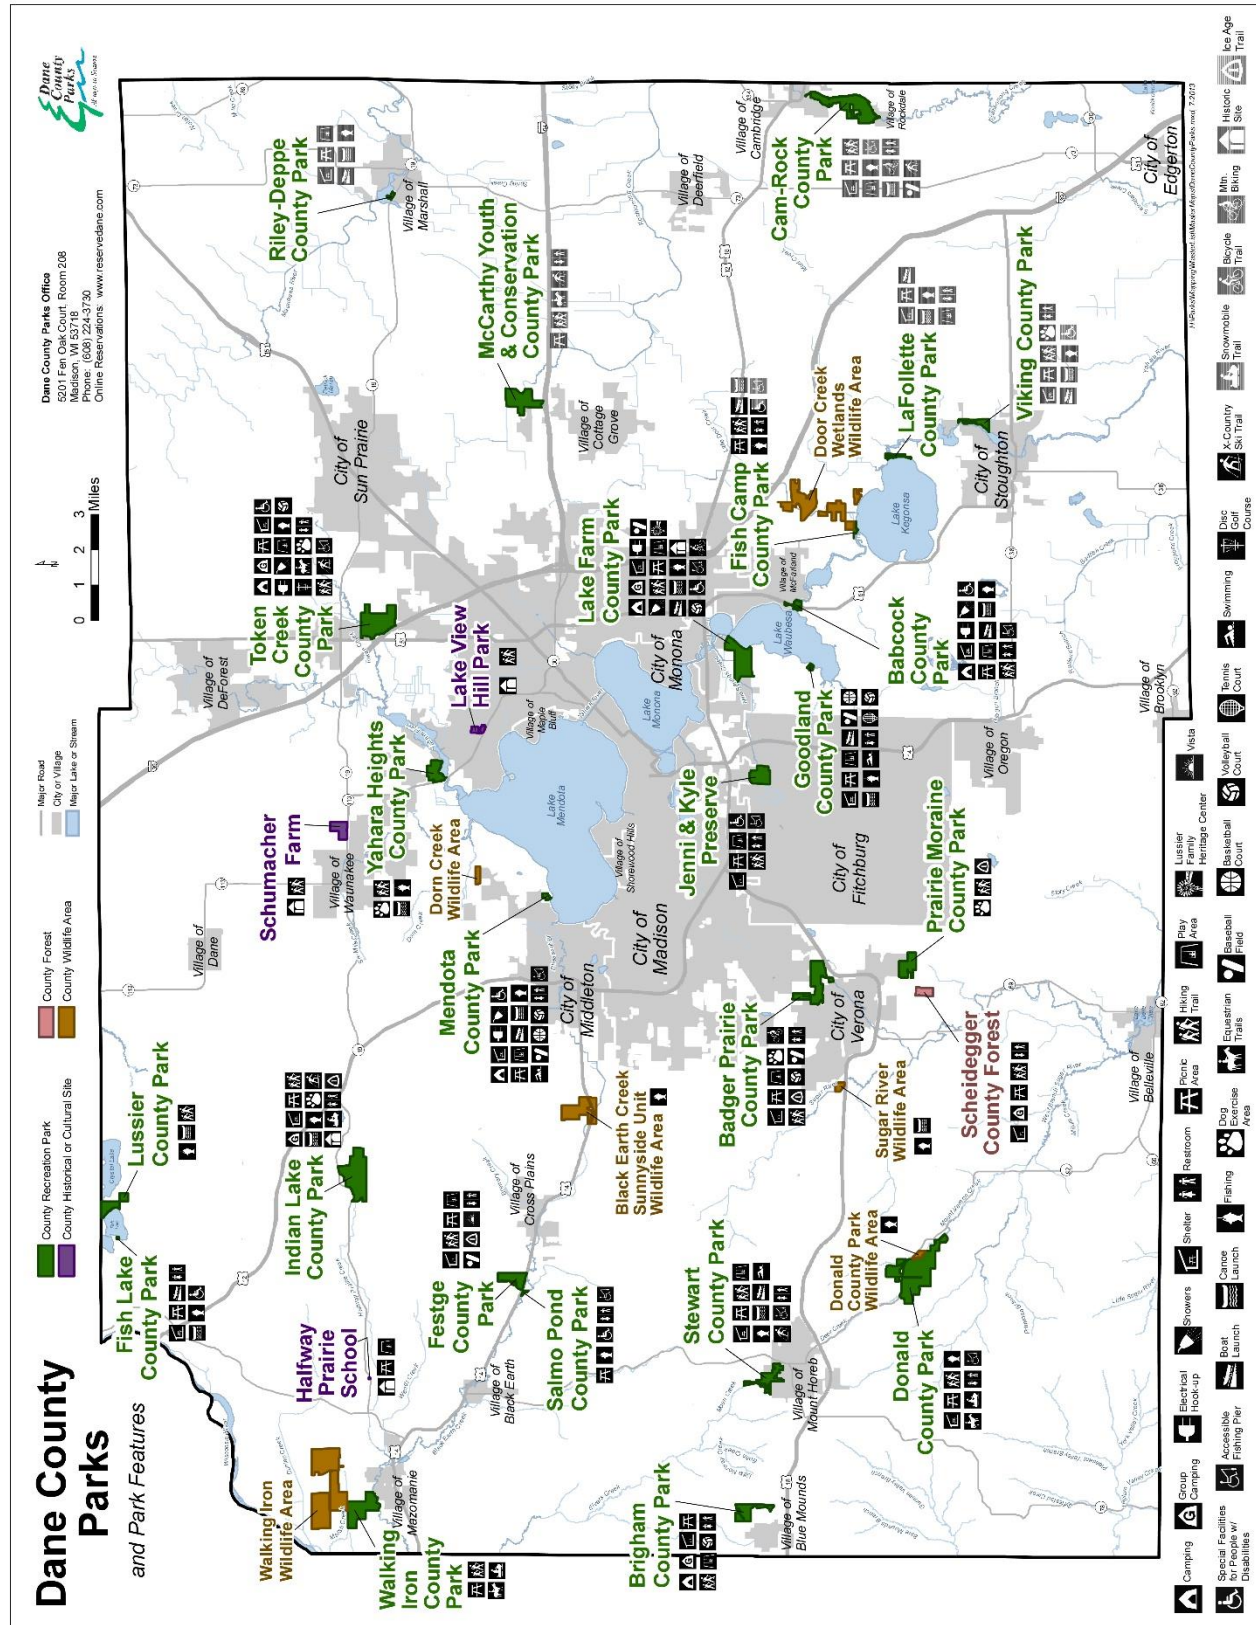 Dane County
Parks
and Park Features
County Recreation Park
County Historical or Cultural Site
County Forest
County Wildlife Area
Major Road
City or Village
Major Lake or Stream
N
0 1 2 3
Miles
Dane County Parks Office
5201 Fen Oak Court, Room 208
Madison, WI 53718
Phone: (608) 224-3730
Online Reservations: www.reservedane.com
Dane
County
Parks
Fish Lake
County Park
Lussier
County Park
Village of
Dane
Village of
DeForest
Token
Creek
County
Park
City of
Sun Prairie
Riley-Deppe
County Park
Village of
Marshall
Walking Iron
Wildlife Area
Walking
Iron
County
Park
Village of
Mazomanie
Halfway
Prairie
School
Indian Lake
County Park
Schumacher
Farm
Village of
Waunakee
Yahara Heights
County Park
Lake View
Hill Park
Village of
Maple
Bluff
Dorn Creek
Wildlife Area
Mendota
County Park
Lake
Mendota
McCarthy Youth
& Conservation
County Park
Village of
Cottage
Grove
Festge
County
Park
Salmo Pond
County Park
Village of
Black Earth
Village of
Cross Plains
Black Earth Creek
Sunnyside Unit
Wildlife Area
City of
Middleton
Village of
Shorewood Hills
City of
Madison
Lake
Monona
City of
Monona
Lake Farm
County Park
Village of
Deerfield
Village of
Cambridge
Village of
Rockdale
Cam-Rock
County
Park
Brigham
County Park
Village of
Blue Mounds
Stewart
County Park
Village of
Mount Horeb
Badger Prairie
County Park
City of
Verona
Jenni & Kyle
Preserve
Goodland
County Park
Lake
Waubesa
Village of
McFarland
Fish Camp
County Park
Door Creek
Wetlands
Wildlife Area
Babcock
County
Park
Lake
Kegonsa
LaFollette
County Park
Viking County Park
City of
Stoughton
City of
Edgerton
City of
Fitchburg
Village of
Oregon
Village of
Brooklyn
Prairie Moraine
County Park
Sugar River
Wildlife Area
Scheidegger
County Forest
Donald
County Park
Wildlife Area
Donald
County Park
Village of
Belleville
Camping
Group
Camping
Electrical
Hook-up
Showers
Shelter
Restroom
Picnic
Area
Hiking
Trail
Play
Area
Lussier
Family
Heritage Center
Vista
Special Facilities
for People w/
Disabilities
Accessible
Fishing Pier
Boat
Launch
Canoe
Launch
Fishing
Dog
Exercise
Area
Equestrian
Trails
Baseball
Field
Basketball
Court
Volleyball
Court
Tennis
Court
Swimming
Disc
Golf
Course
X-Country
Ski Trail
Snowmobile
Trail
Bicycle
Trail
Mtn.
Biking
Historic
Site
Ice Age
Trail